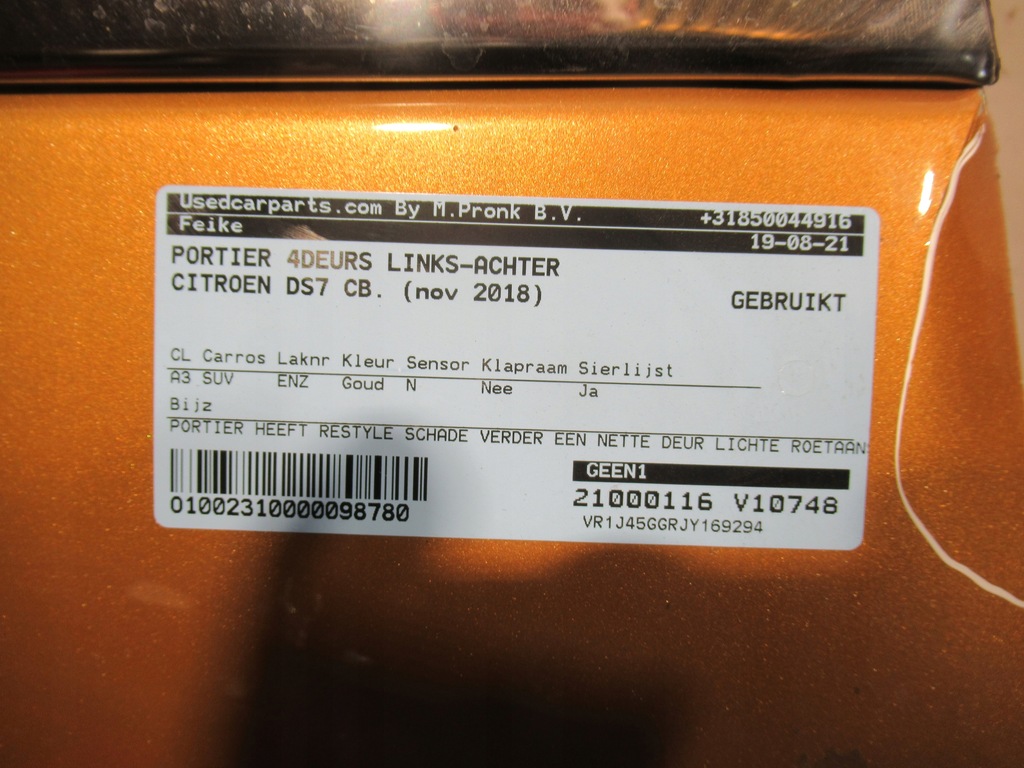 Usedcarparts.com By M.Pronk B.V. +31850044916
Feike 19-08-21
PORTIER 4DEURS LINKS-ACHTER
CITROEN DS7 CB. (nov 2018) GEBRUIKT
CL Carros Laknr Kleur Sensor Klapraam Sierlijst
A3 SUV ENZ Goud N Nee Ja
Bijz
PORTIER HEEFT RESTYLE SCHADE VERDER EEN NETTE DEUR LICHTE ROETAAN
GEEN1
01002310000098780
21000116 V10748
VR1J45GGRJY169294